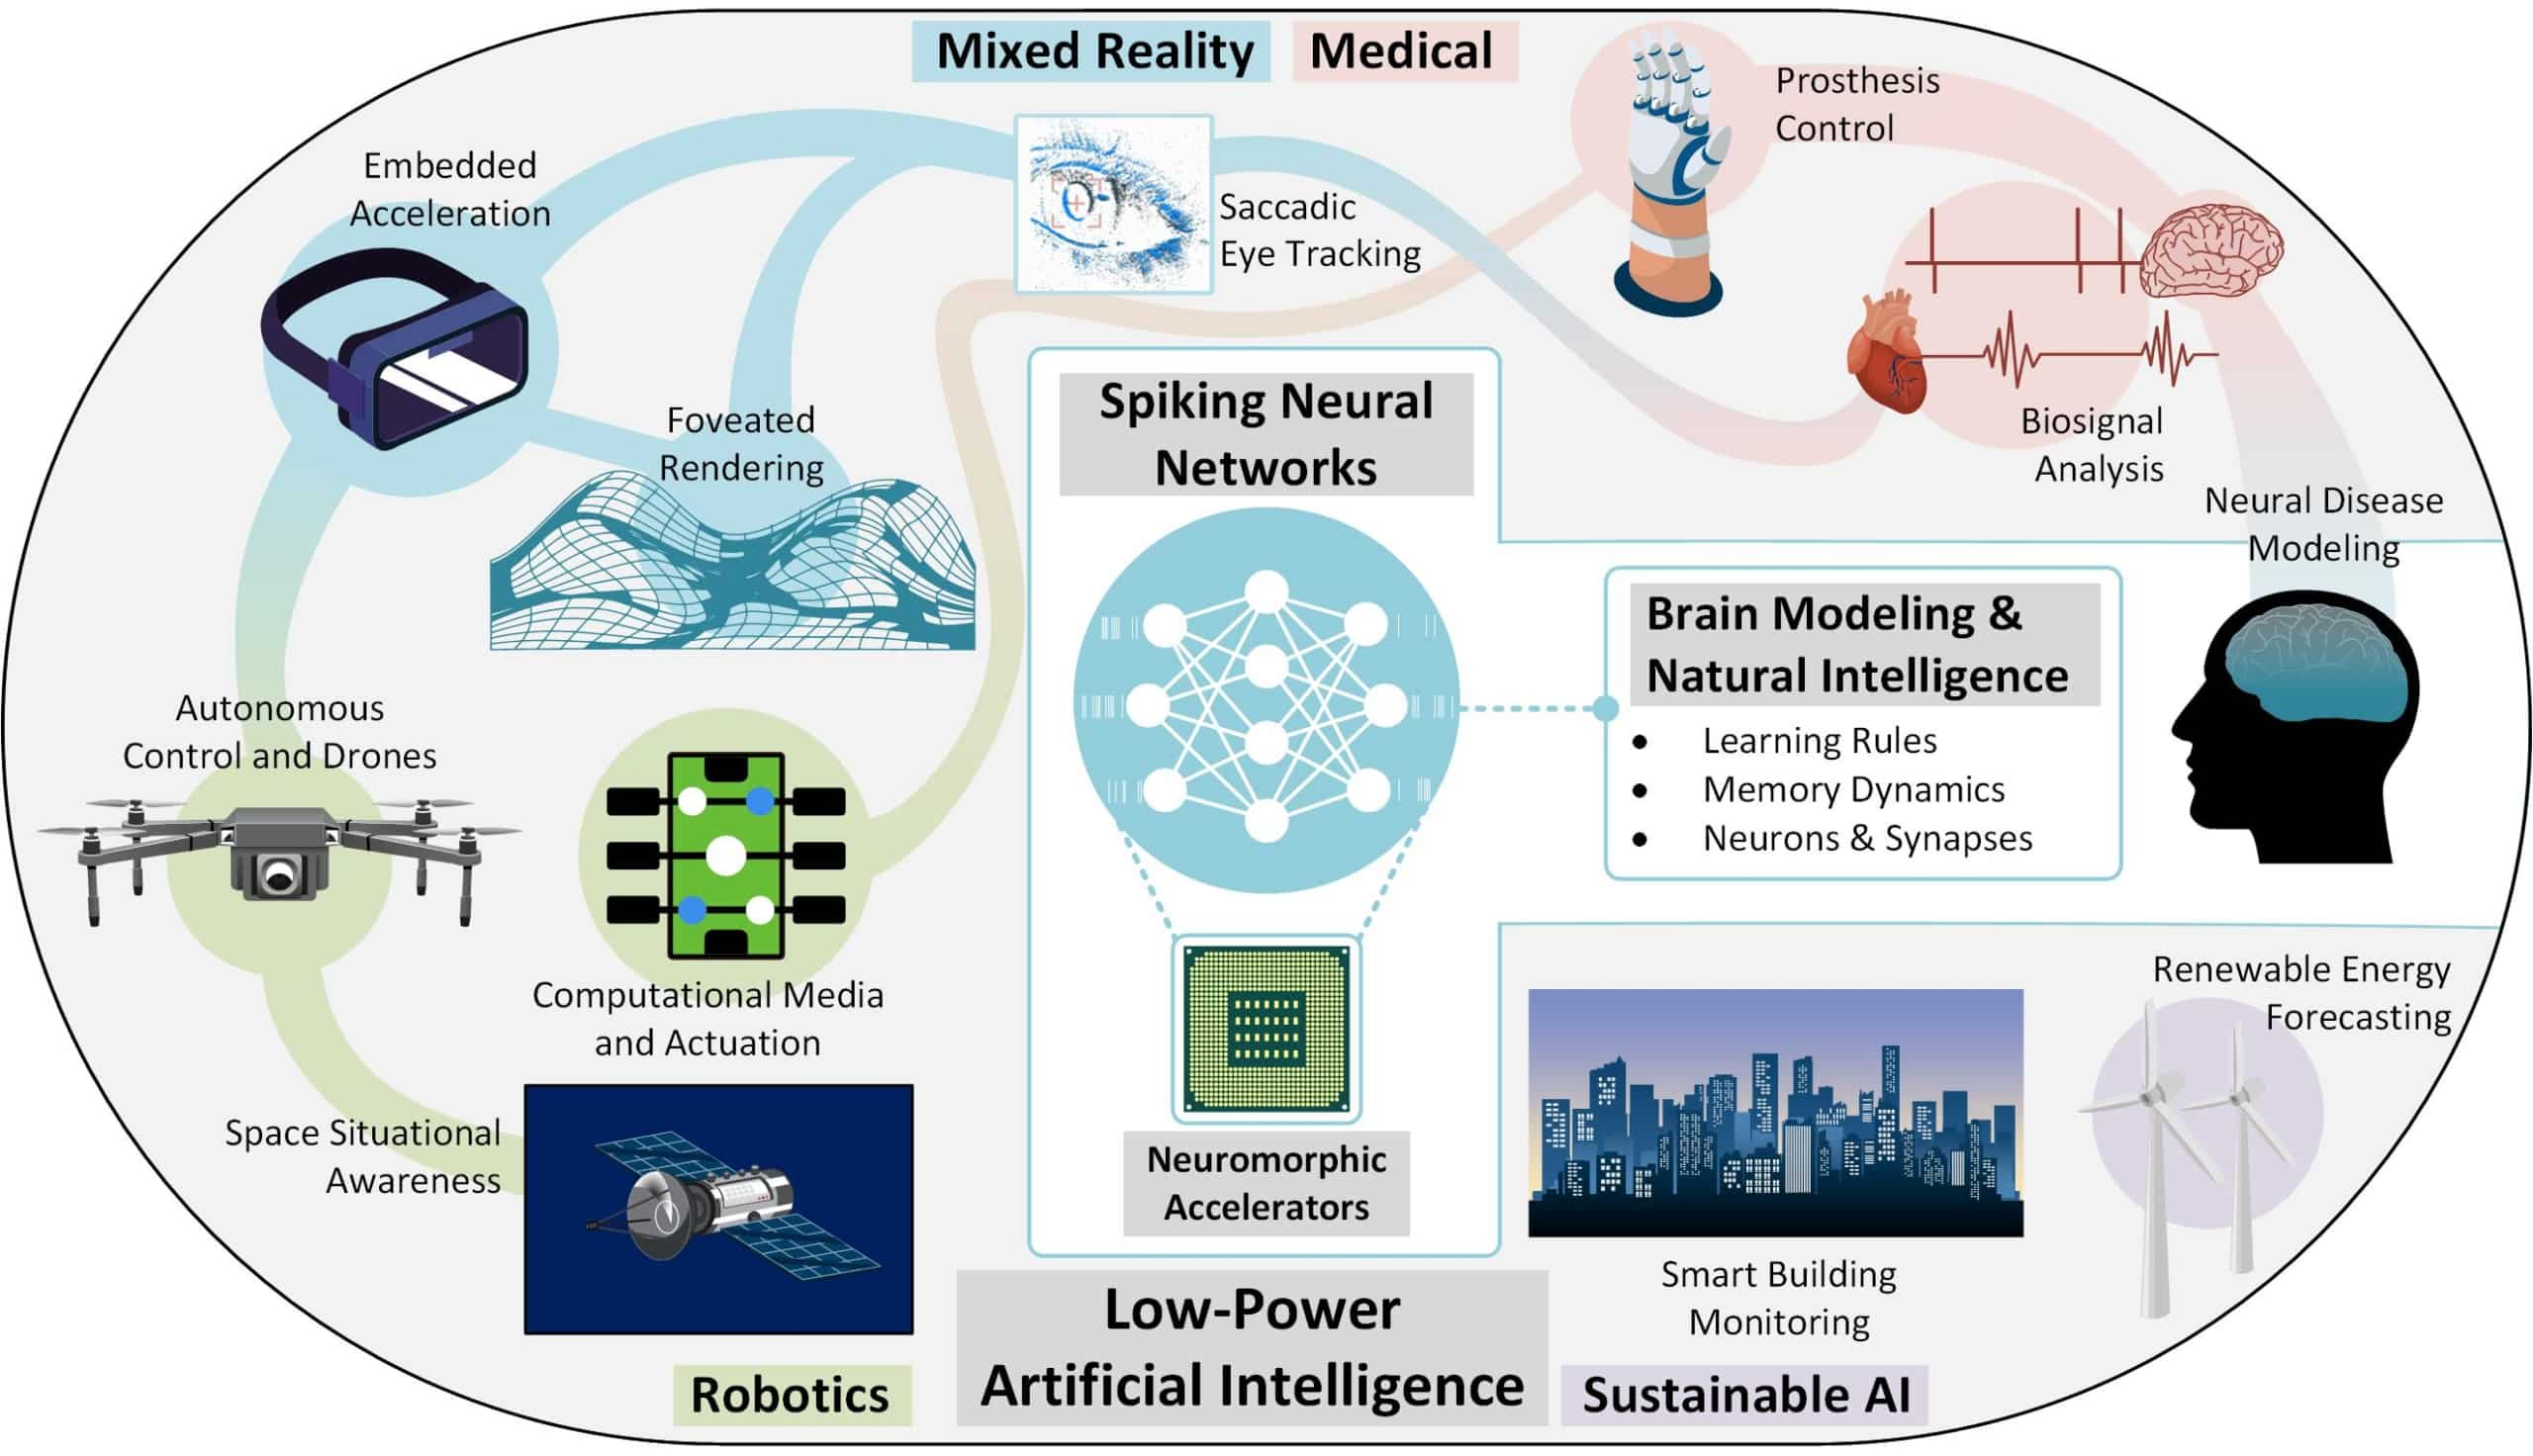 Mixed Reality
Medical
Prosthesis
Control
Embedded
Acceleration
Saccadic
Eye Tracking
Foveated
Rendering
Biosignal
Analysis
Spiking Neural
Networks
Neural Disease
Modeling
Brain Modeling &
Natural Intelligence
• Learning Rules
• Memory Dynamics
• Neurons & Synapses
Autonomous
Control and Drones
Computational Media
and Actuation
Space Situational
Awareness
Neuromorphic
Accelerators
Renewable Energy
Forecasting
Smart Building
Monitoring
Low-Power
Artificial Intelligence
Robotics
Sustainable AI